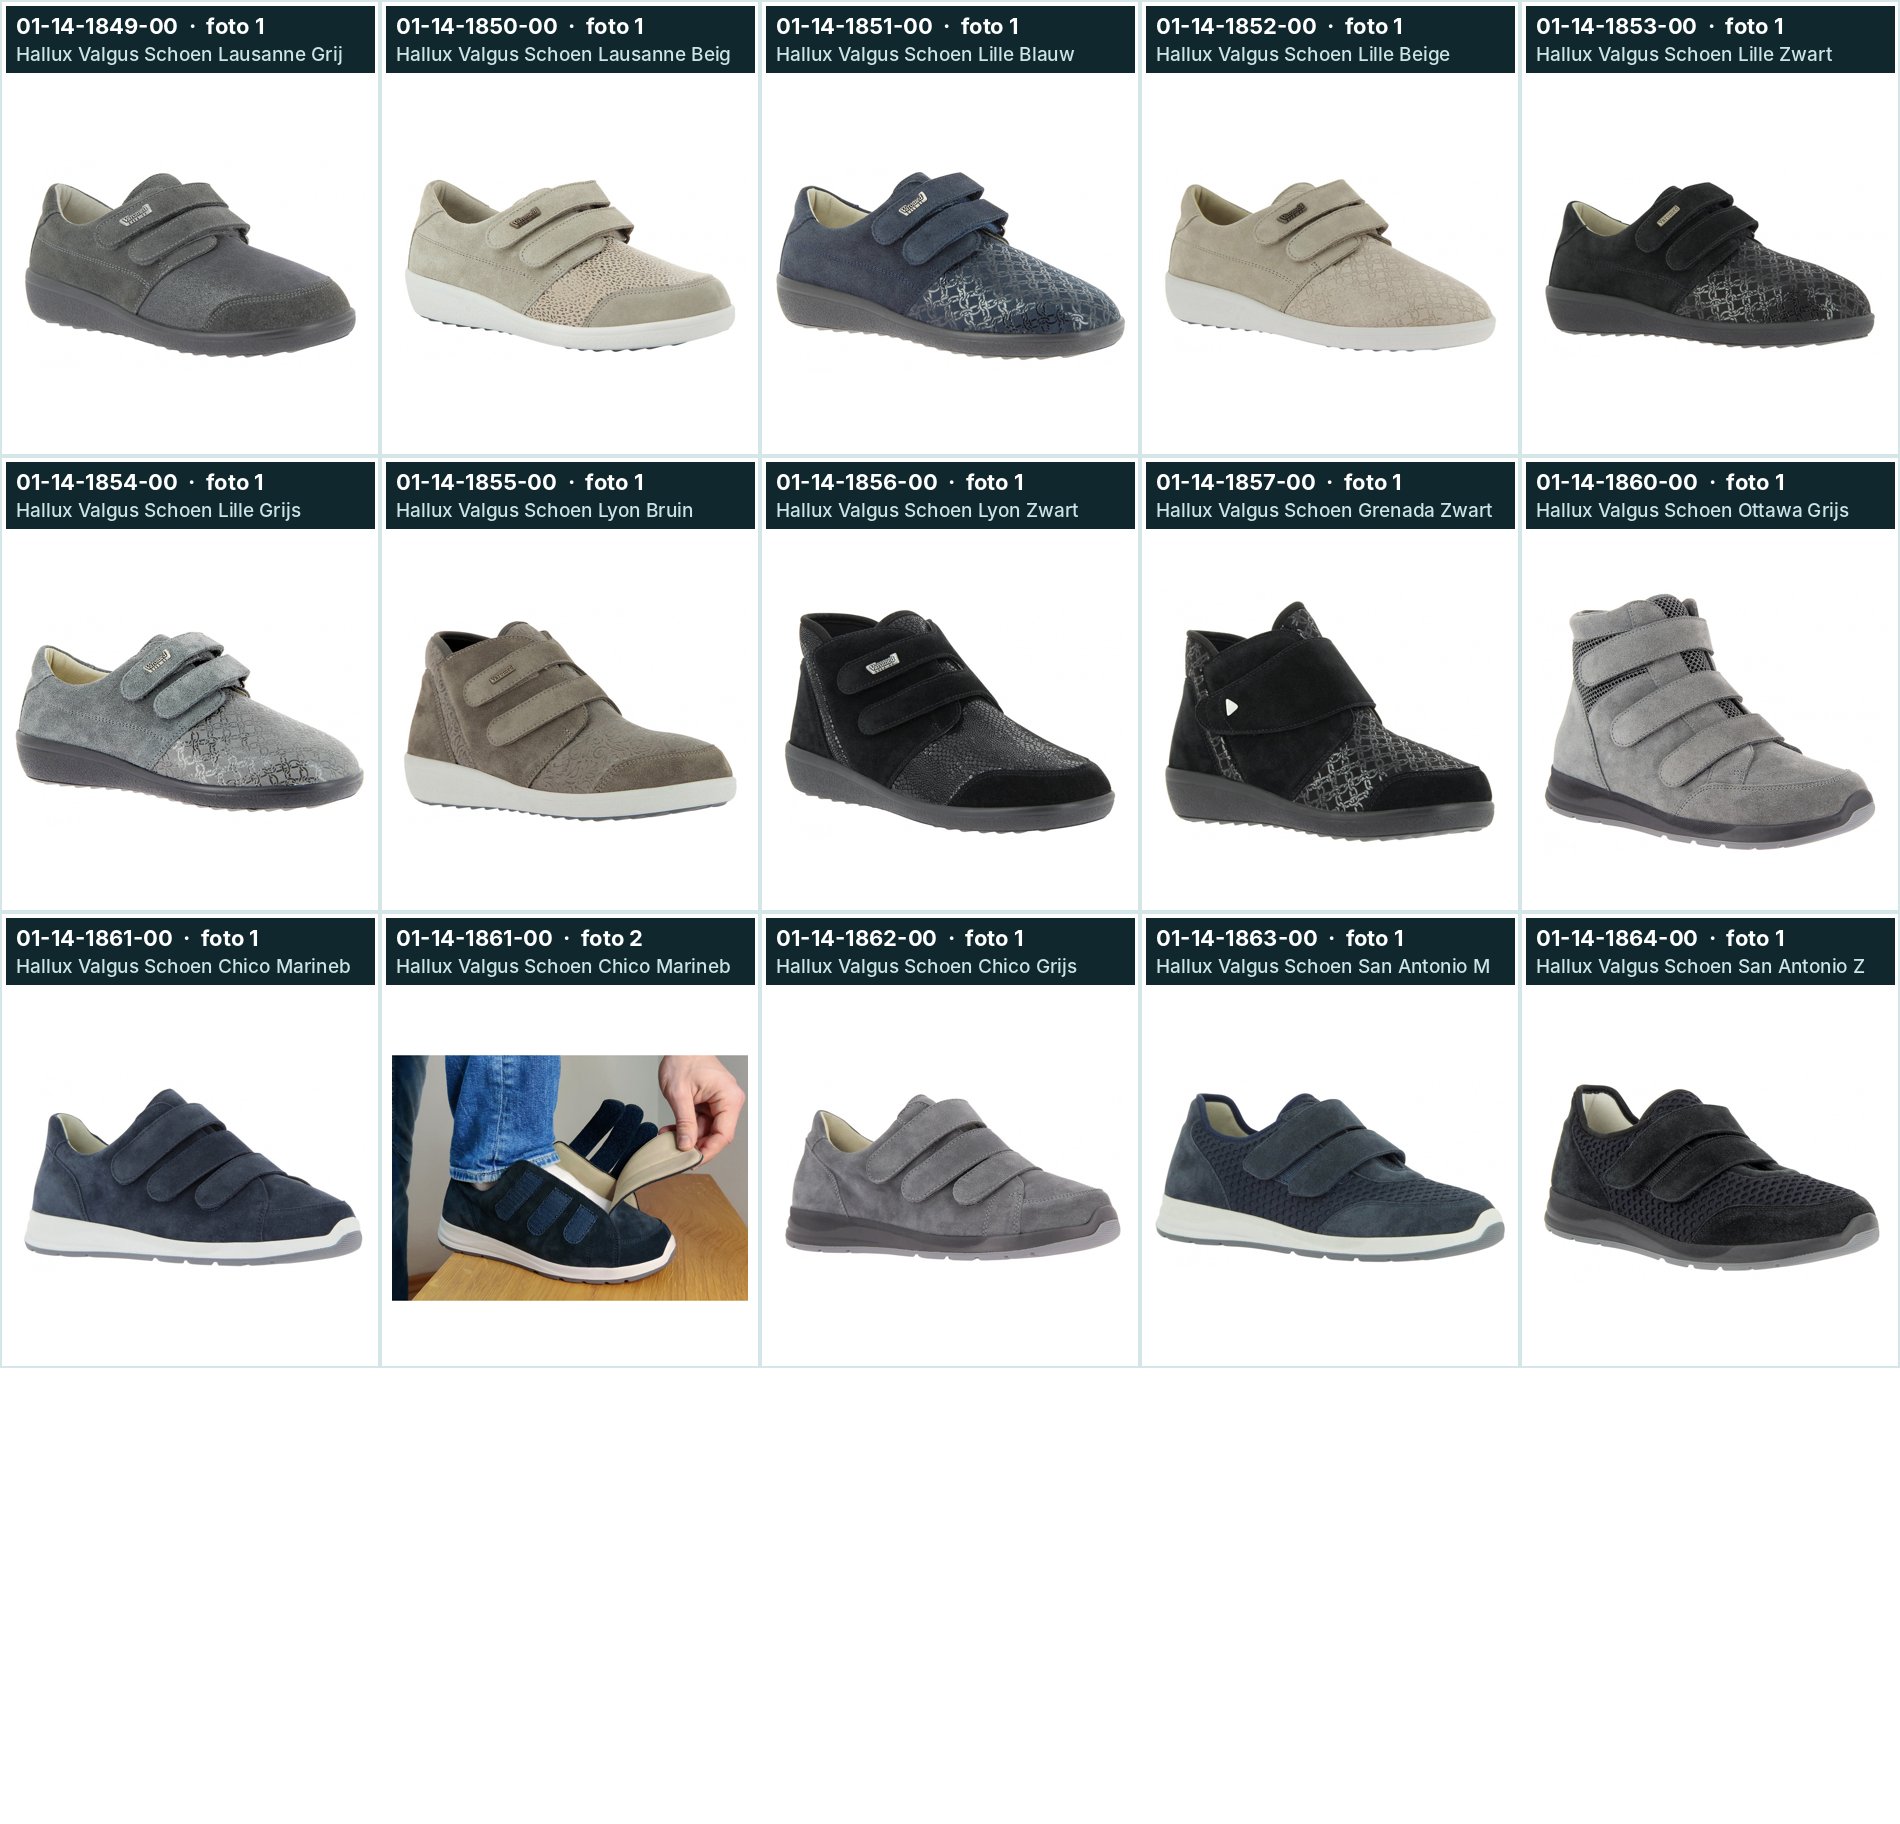 01-14-1849-00 · foto 1
Hallux Valgus Schoen Lausanne Grij
01-14-1850-00 · foto 1
Hallux Valgus Schoen Lausanne Beig
01-14-1851-00 · foto 1
Hallux Valgus Schoen Lille Blauw
01-14-1852-00 · foto 1
Hallux Valgus Schoen Lille Beige
01-14-1853-00 · foto 1
Hallux Valgus Schoen Lille Zwart
01-14-1854-00 · foto 1
Hallux Valgus Schoen Lille Grijs
01-14-1855-00 · foto 1
Hallux Valgus Schoen Lyon Bruin
01-14-1856-00 · foto 1
Hallux Valgus Schoen Lyon Zwart
01-14-1857-00 · foto 1
Hallux Valgus Schoen Grenada Zwart
01-14-1860-00 · foto 1
Hallux Valgus Schoen Ottawa Grijs
01-14-1861-00 · foto 1
Hallux Valgus Schoen Chico Marineb
01-14-1861-00 · foto 2
Hallux Valgus Schoen Chico Marineb
01-14-1862-00 · foto 1
Hallux Valgus Schoen Chico Grijs
01-14-1863-00 · foto 1
Hallux Valgus Schoen San Antonio M
01-14-1864-00 · foto 1
Hallux Valgus Schoen San Antonio Z